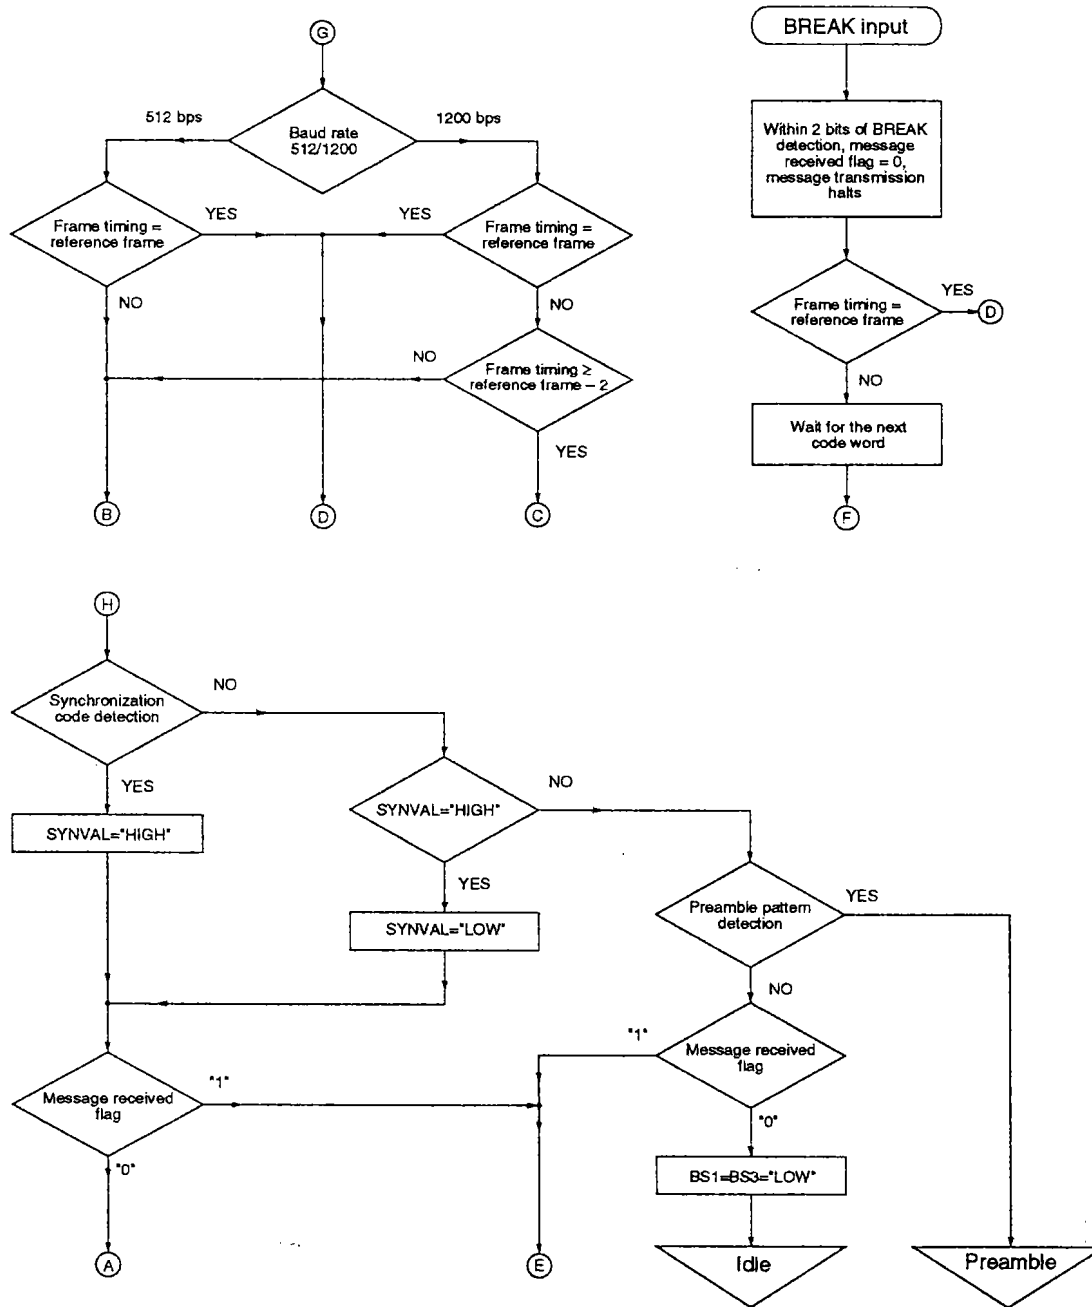 G
BREAK input
512 bps
1200 bps
Baud rate
512/1200
Within 2 bits of BREAK
detection, message
received flag = 0,
message transmission
halts
Frame timing =
reference frame
YES
YES
Frame timing =
reference frame
NO
NO
Frame timing =
reference frame
YES
D
NO
Frame timing ≥
reference frame – 2
NO
Wait for the next
code word
YES
B
D
C
F
H
Synchronization
code detection
NO
YES
SYNVAL="HIGH"
NO
SYNVAL="HIGH"
YES
SYNVAL="LOW"
Preamble pattern
detection
YES
NO
"1"
Message received
flag
Message received
flag
"1"
"0"
"0"
BS1=BS3="LOW"
A
E
Idle
Preamble